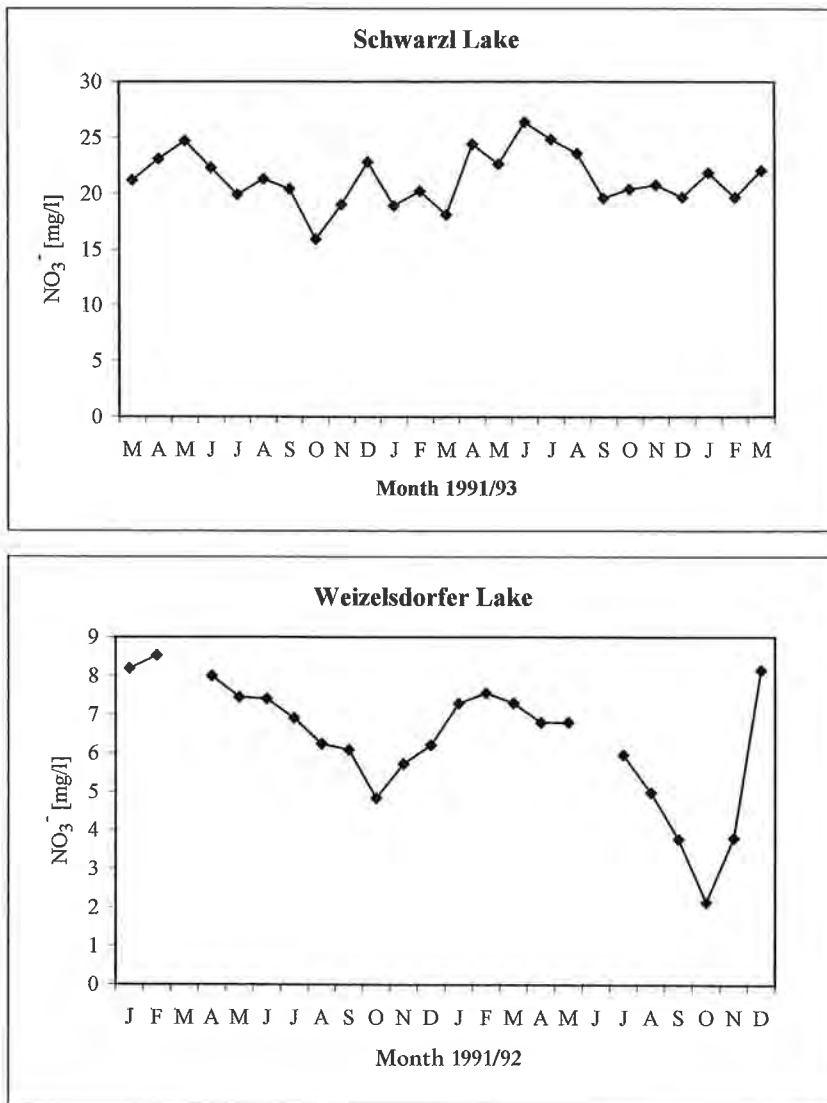 Schwarzl Lake
30
25
20
15
10
5
0
NO₃⁻ [mg/l]
M A M J J A S O N D J F M A M J J A S O N D J F M
Month 1991/93
Weizelsdorfer Lake
9
8
7
6
5
4
3
2
1
0
NO₃⁻ [mg/l]
J F M A M J J A S O N D J F M A M J J A S O N D
Month 1991/92